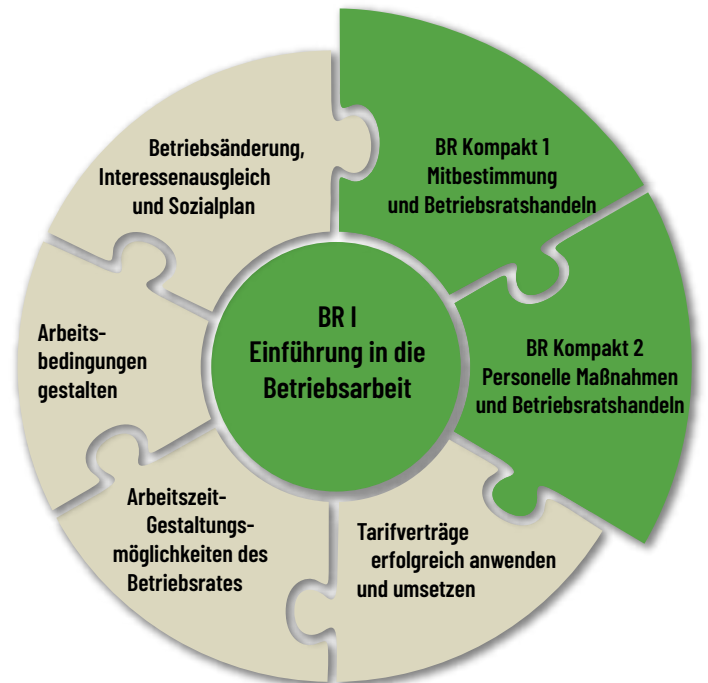 Betriebsänderung,
Interessenausgleich
und Sozialplan
BR Kompakt 1
Mitbestimmung
und Betriebsratshandeln
BR I
Einführung in die
Betriebsarbeit
Arbeits-
bedingungen
gestalten
BR Kompakt 2
Personelle Maßnahmen
und Betriebsratshandeln
Arbeitszeit-
Gestaltungs-
möglichkeiten des
Betriebsrates
Tarifverträge
erfolgreich anwenden
und umsetzen